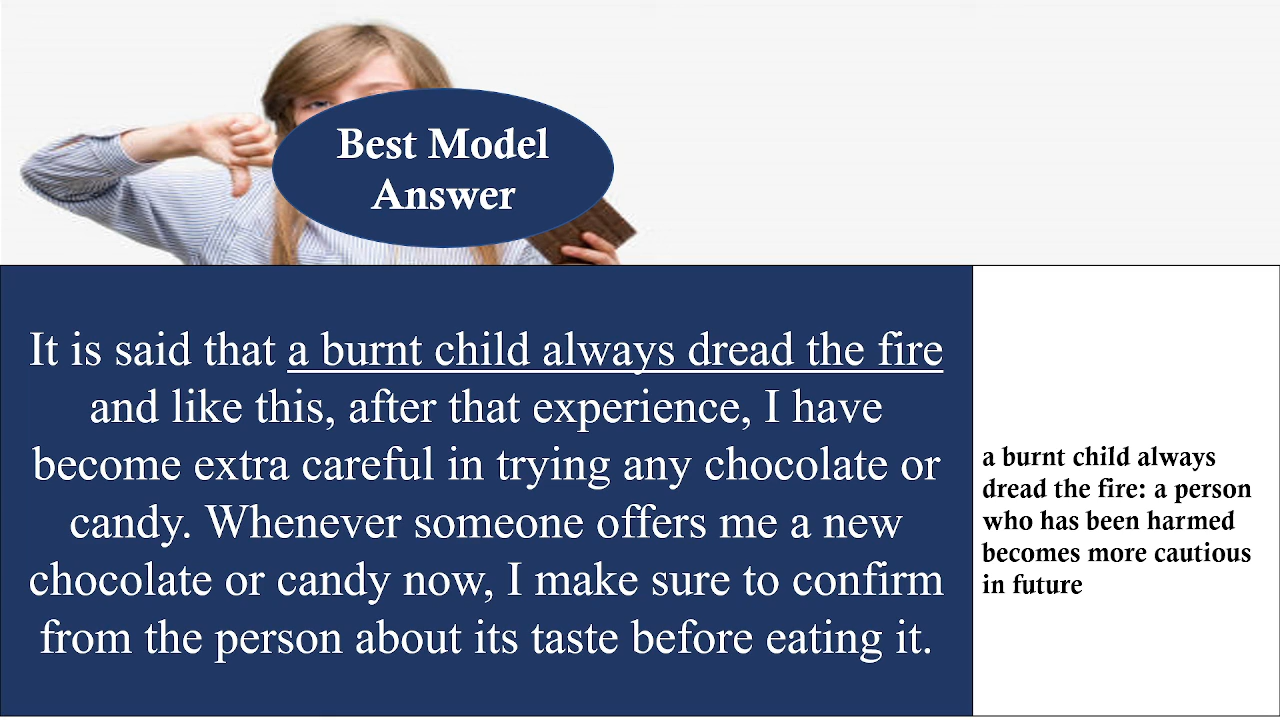 Best Model
Answer
It is said that a burnt child always dread the fire
and like this, after that experience, I have
become extra careful in trying any chocolate or
candy. Whenever someone offers me a new
chocolate or candy now, I make sure to confirm
from the person about its taste before eating it.
a burnt child always
dread the fire: a person
who has been harmed
becomes more cautious
in future